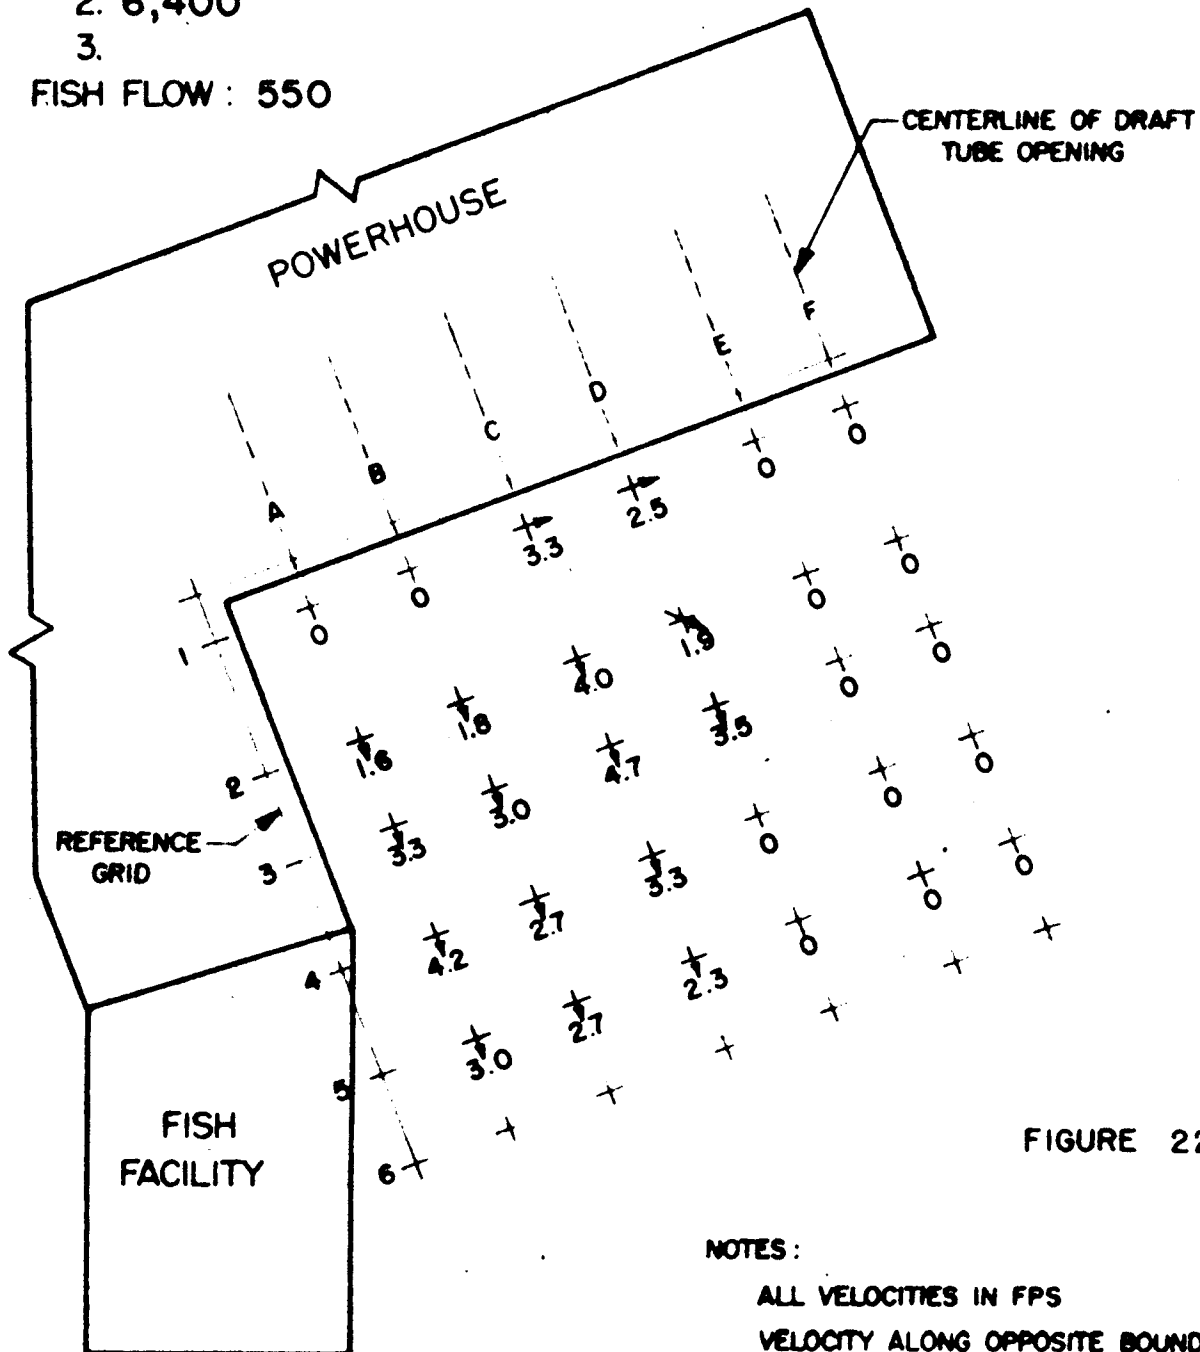 2. 6,400
3.
FISH FLOW: 550
CENTERLINE OF DRAFT
TUBE OPENING
POWERHOUSE
F
E
D
C
B
A
0
0
2.5
3.3
0
0
1
0
0
1.9
4.0
1.8
1.6
0
0
3.5
4.7
3.0
3.3
2
REFERENCE
GRID
3
0
0
0
3.3
2.7
4.2
4
0
0
0
2.3
2.7
3.0
5
6
FISH
FACILITY
FIGURE 22
NOTES:
ALL VELOCITIES IN FPS
VELOCITY ALONG OPPOSITE BOUND